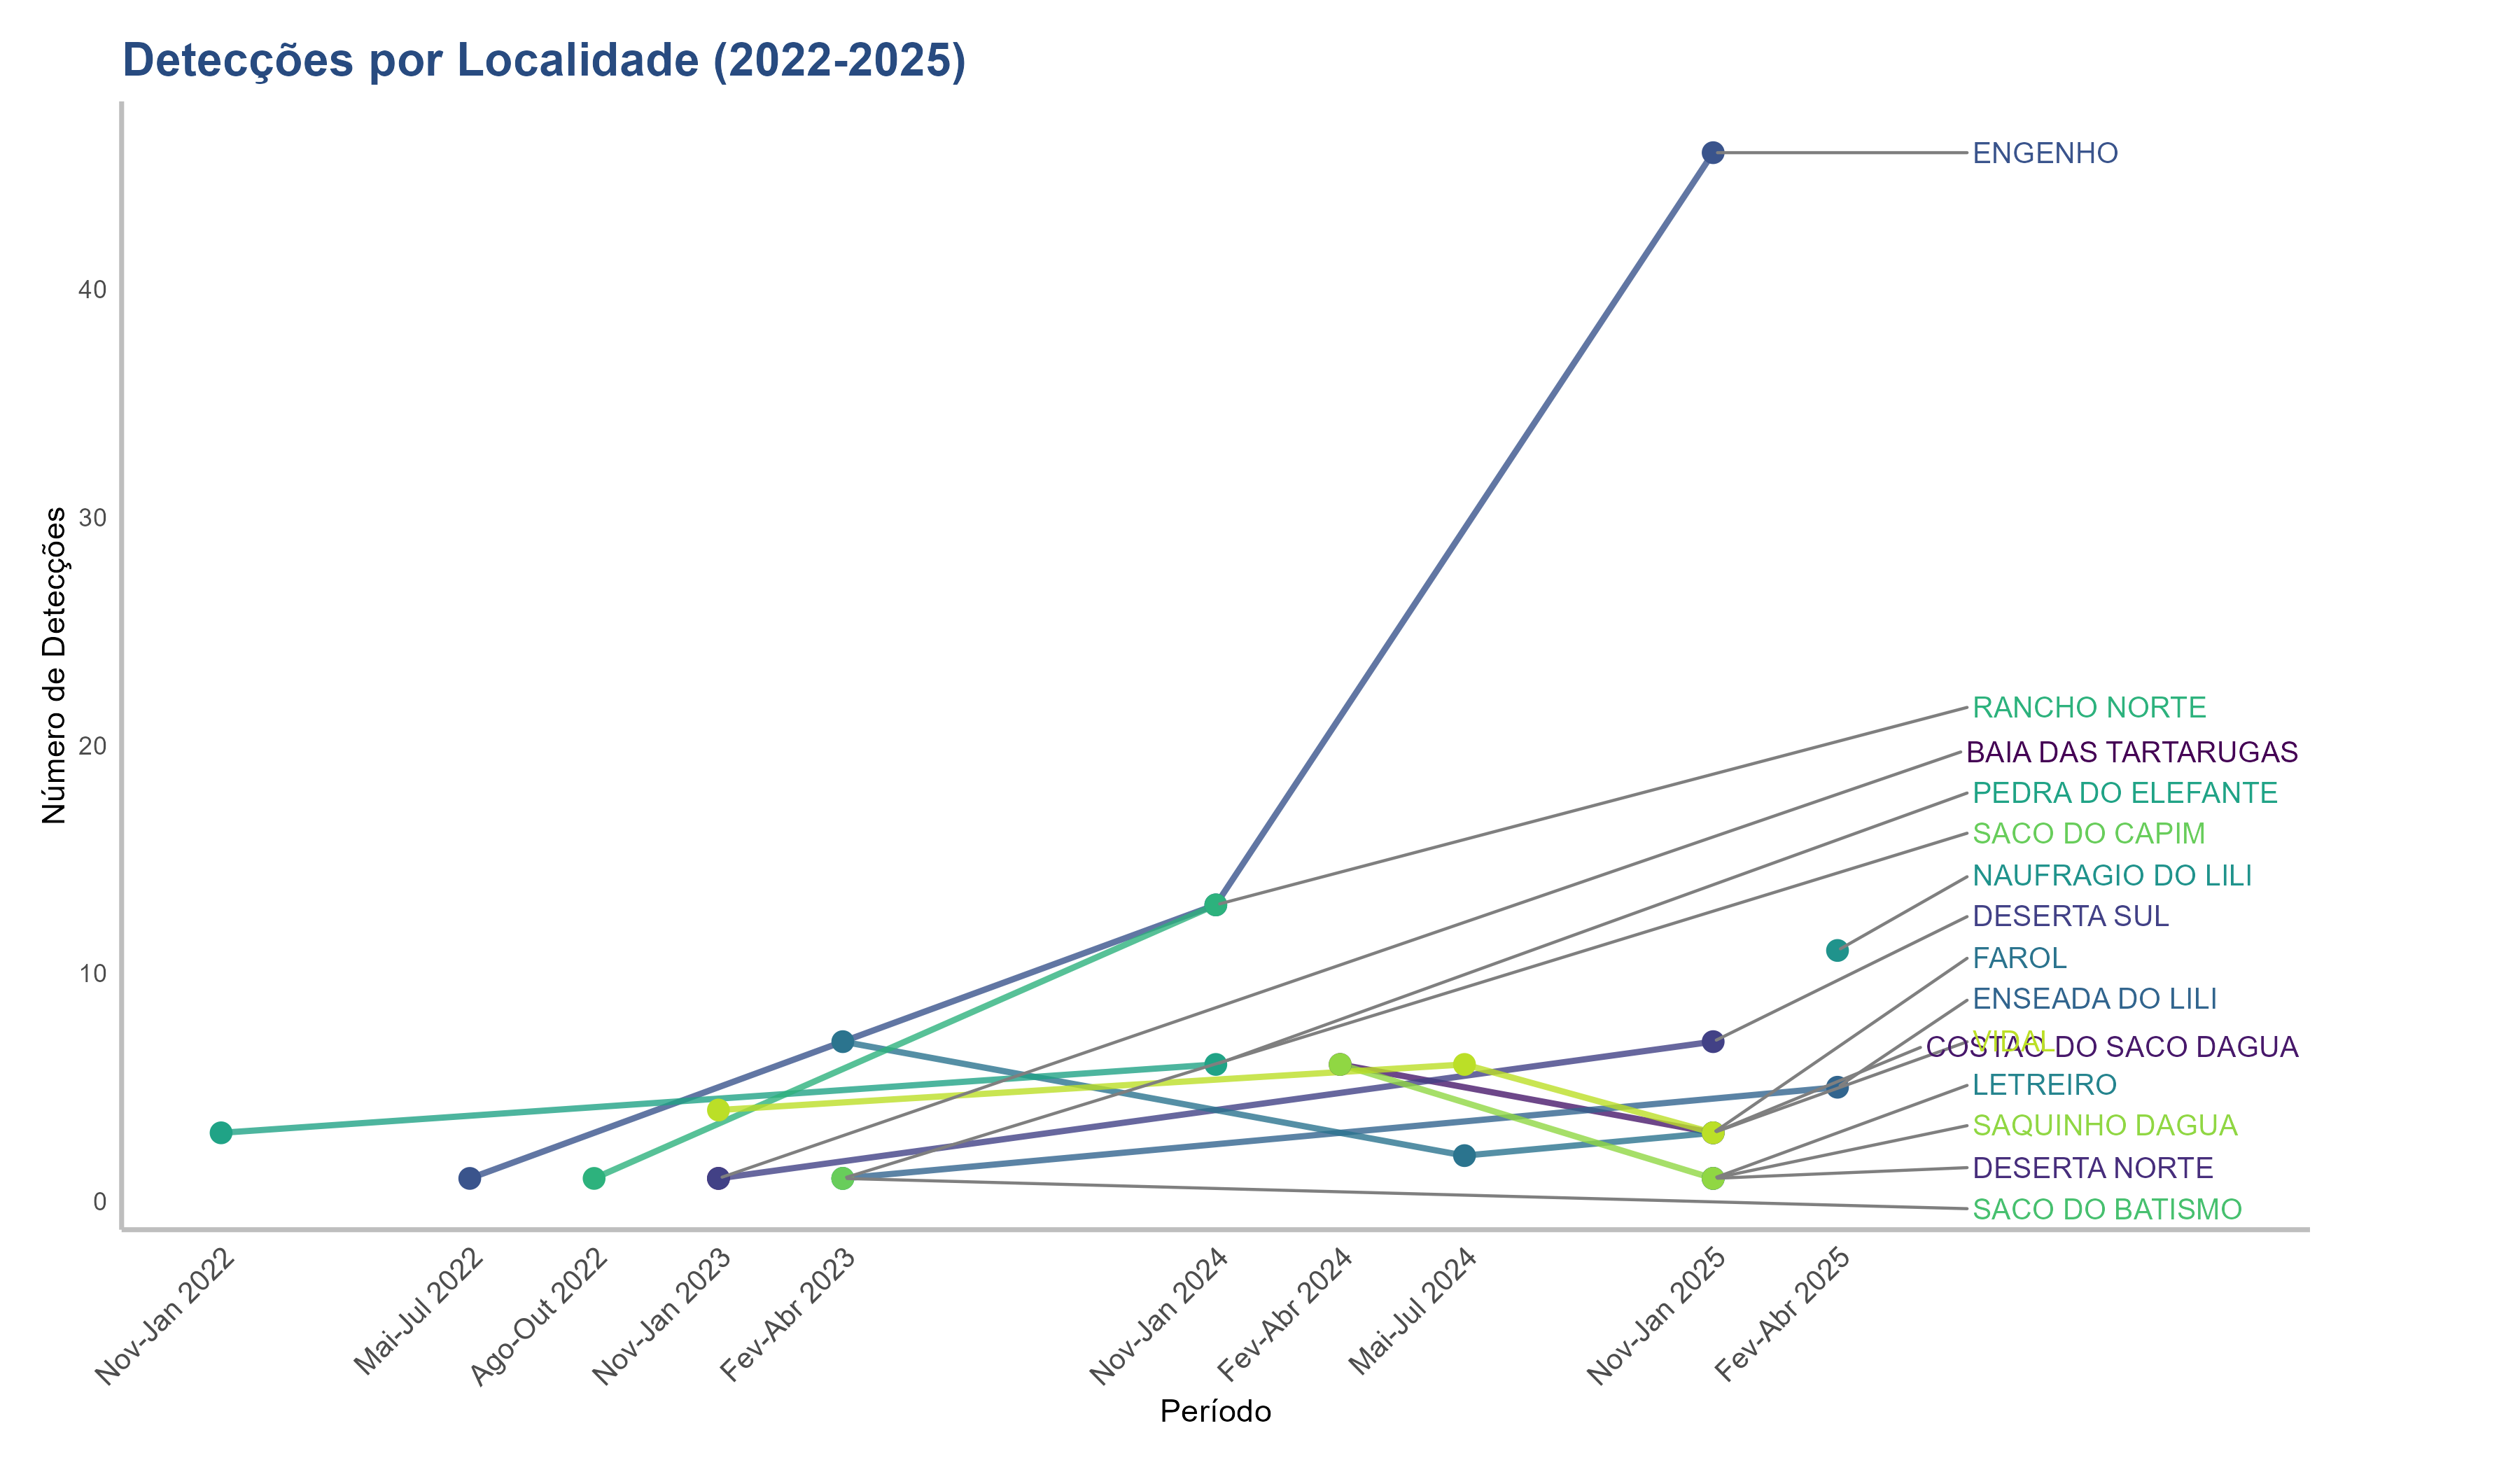 Detecções por Localidade (2022-2025)
Número de Detecções
40
30
20
10
0
ENGENHO
RANCHO NORTE
BAIA DAS TARTARUGAS
PEDRA DO ELEFANTE
SACO DO CAPIM
NAUFRAGIO DO LILI
DESERTA SUL
FAROL
ENSEADA DO LILI
VIDAL
COSTAO DO SACO DAGUA
LETREIRO
SAQUINHO DAGUA
DESERTA NORTE
SACO DO BATISMO
Nov-Jan 2022
Mai-Jul 2022
Ago-Out 2022
Nov-Jan 2023
Fev-Abr 2023
Nov-Jan 2024
Fev-Abr 2024
Mai-Jul 2024
Nov-Jan 2025
Fev-Abr 2025
Período